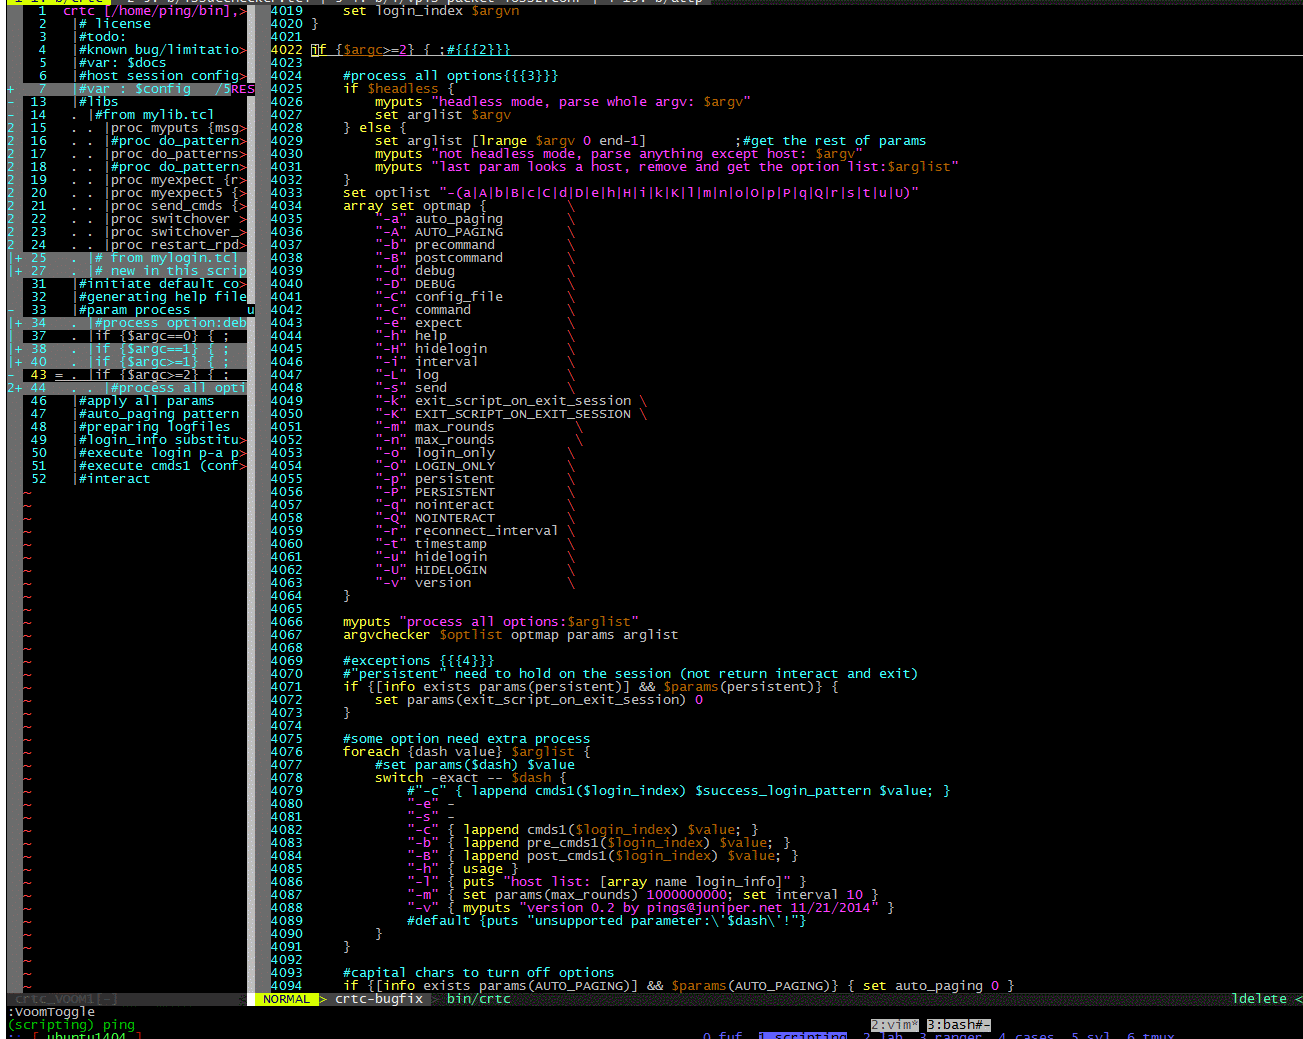 4019         set login_index $argvn
4020     }
4021
4022     if {$argc>=2} { ;#{{{2}}}
4023
4024         #process all options{{{3}}}
4025         if $headless {
4026             myputs "headless mode, parse whole argv: $argv"
4027             set arglist $argv
4028         } else {
4029             set arglist [lrange $argv 0 end-1]           ;#get the rest of params
4030             myputs "not headless mode, parse anything except host: $argv"
4031             myputs "last param looks a host, remove and get the option list:$arglist"
4032         }
4033         set optlist "-(a|A|b|B|c|C|d|D|e|h|H|i|k|K|l|m|n|o|O|p|P|q|Q|r|s|t|u|U)"
4034         array set optmap {          \
4035             "-a" auto_paging        \
4036             "-A" AUTO_PAGING        \
4037             "-b" precommand         \
4038             "-B" postcommand        \
4039             "-d" debug              \
4040             "-D" DEBUG              \
4041             "-C" config_file        \
4042             "-c" command            \
4043             "-e" expect             \
4044             "-h" help               \
4045             "-H" hidelogin          \
4046             "-i" interval           \
4047             "-L" log                \
4048             "-s" send               \
4049             "-k" exit_script_on_exit_session \
4050             "-K" EXIT_SCRIPT_ON_EXIT_SESSION \
4051             "-m" max_rounds          \
4052             "-n" max_rounds          \
4053             "-o" login_only         \
4054             "-O" LOGIN_ONLY         \
4055             "-p" persistent         \
4056             "-P" PERSISTENT         \
4057             "-q" nointeract         \
4058             "-Q" NOINTERACT         \
4059             "-r" reconnect_interval \
4060             "-t" timestamp          \
4061             "-u" hidelogin          \
4062             "-U" HIDELOGIN          \
4063             "-v" version            \
4064         }
4065
4066         myputs "process all options:$arglist"
4067         argvchecker $optlist optmap params arglist
4068
4069         #exceptions {{{4}}}
4070         #"persistent" need to hold on the session (not return interact and exit)
4071         if {[info exists params(persistent)] && $params(persistent)} {
4072             set params(exit_script_on_exit_session) 0
4073         }
4074
4075         #some option need extra process
4076         foreach {dash value} $arglist {
4077             #set params($dash) $value
4078             switch -exact -- $dash {
4079                 #"-c" { lappend cmds1($login_index) $success_login_pattern $value; }
4080                 "-e" -
4081                 "-s" -
4082                 "-c" { lappend cmds1($login_index) $value; }
4083                 "-b" { lappend pre_cmds1($login_index) $value; }
4084                 "-B" { lappend post_cmds1($login_index) $value; }
4085                 "-h" { usage }
4086                 "-l" { puts "host list: [array name login_info]" }
4087                 "-m" { set params(max_rounds) 1000000000; set interval 10 }
4088                 "-v" { myputs "version 0.2 by pings@juniper.net 11/21/2014" }
4089                 #default {puts "unsupported parameter:\'$dash\'!"}
4090             }
4091         }
4092
4093         #capital chars to turn off options
4094         if {[info exists params(AUTO_PAGING)] && $params(AUTO_PAGING)} { set auto_paging 0 }
1 crtc [/home/ping/bin],>
2 |# license
3 |#todo:
4 |#known bug/limitatio>
5 |#var: $docs
6 |#host session config>
+ 7 |#var : $config   /5RES
- 13 |#libs
- 14 . |#from mylib.tcl
2 15 . . |proc myputs {msg>
2 16 . . |#proc do_pattern>
2 17 . . |proc do_patterns>
2 18 . . |#proc do_pattern>
2 19 . . |proc myexpect {r>
2 20 . . |proc myexpect5 {>
2 21 . . |proc send_cmds {>
2 22 . . |proc switchover >
2 23 . . |proc switchover_>
2 24 . . |proc restart_rpd>
|+ 25 . |# from mylogin.tcl
|+ 27 . |# new in this scrip
31 |#initiate default co>
32 |#generating help file
- 33 |#param process     u
|+ 34 . |#process option:deb
| 37 . |if {$argc==0} { ;
|+ 38 . |if {$argc==1} { ;
|+ 40 . |if {$argc>=1} { ;
- 43 = . |if {$argc>=2} { ;
2+ 44 . . |#process all opti
46 |#apply all params
47 |#auto_paging pattern
48 |#preparing logfiles
49 |#login_info substitu>
50 |#execute login p-a p>
51 |#execute cmds1 (conf>
52 |#interact
crtc_VOOM1[-] NORMAL > crtc-bugfix > bin/crtc ldelete <
:VoomToggle
(scripting) ping 2:vim* 3:bash#-
[ ubuntu1404 ] 0 fuf 1 scripting 2 lab 3 ranger 4 cases 5 syl 6 tmux